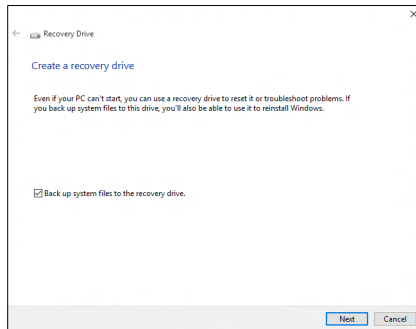 Recovery Drive
Create a recovery drive
Even if your PC can't start, you can use a recovery drive to reset it or troubleshoot problems. If
you back up system files to this drive, you'll also be able to use it to reinstall Windows.
Back up system files to the recovery drive.
Next Cancel